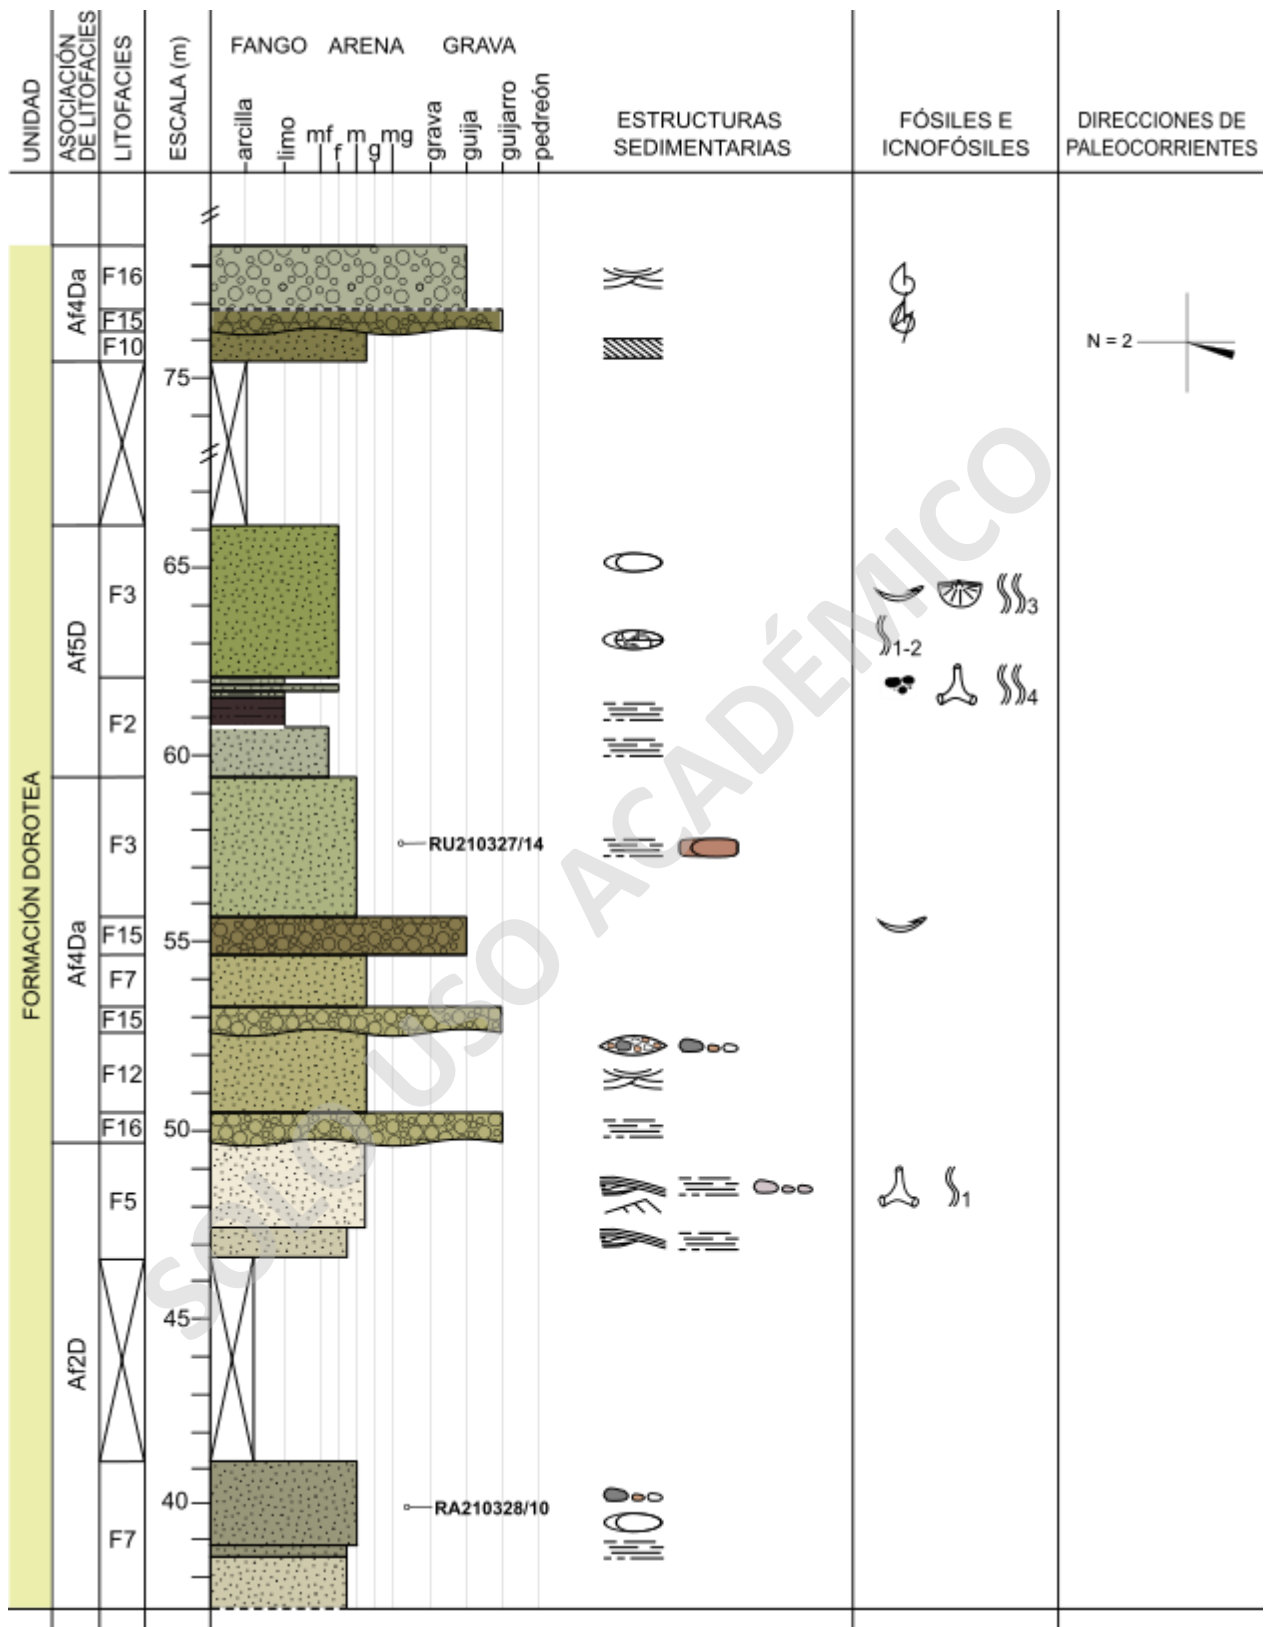 UNIDAD
ASOCIACIÓN
DE LITOFACIES
LITOFACIES
ESCALA (m)
FANGO ARENA GRAVA
arcilla
limo
mf
f
m
g
mg
grava
guija
guijarro
pedreón
ESTRUCTURAS
SEDIMENTARIAS
FÓSILES E
ICNOFÓSILES
DIRECCIONES DE
PALEOCORRIENTES
FORMACIÓN DOROTEA
Af4Da
F16
F15
F10
N = 2
75
Af5D
F3
65
3
1-2
4
F2
60
Af4Da
F3
RU210327/14
F15
55
F7
F15
F12
F16
50
Af2D
F5
1
45
40
RA210328/10
F7
SOLO USO ACADÉMICO